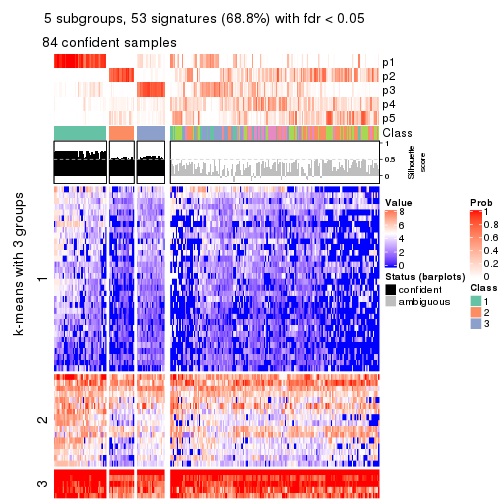 5 subgroups, 53 signatures (68.8%) with fdr < 0.05
84 confident samples
p1
p2
p3
p4
p5
Class
1
0.5
0
Silhouette
score
k-means with 3 groups
1
2
3
Value
8
6
4
2
0
Status (barplots)
confident
ambiguous
Prob
1
0.8
0.6
0.4
0.2
0
Class
1
2
3